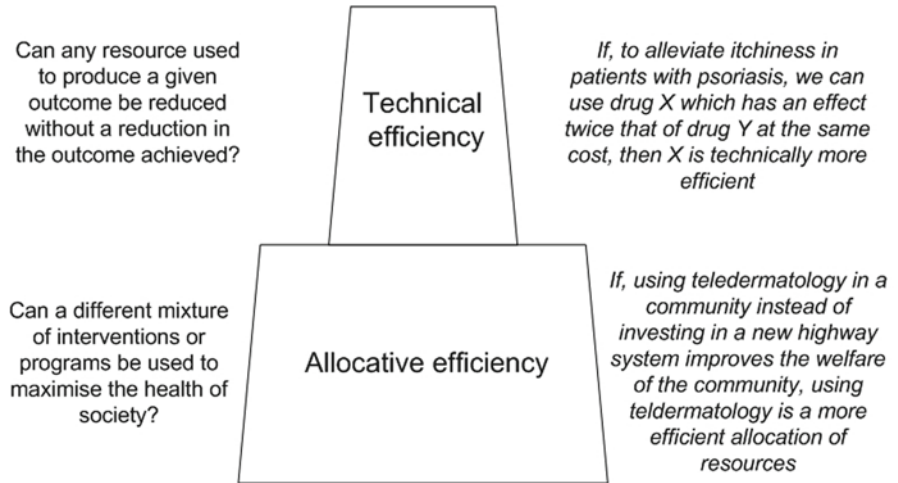 Can any resource used
to produce a given
outcome be reduced
without a reduction in
the outcome achieved?
Technical
efficiency
If, to alleviate itchiness in
patients with psoriasis, we can
use drug X which has an effect
twice that of drug Y at the same
cost, then X is technically more
efficient
Can a different mixture
of interventions or
programs be used to
maximise the health of
society?
Allocative efficiency
If, using teledermatology in a
community instead of
investing in a new highway
system improves the welfare
of the community, using
teldermatology is a more
efficient allocation of
resources